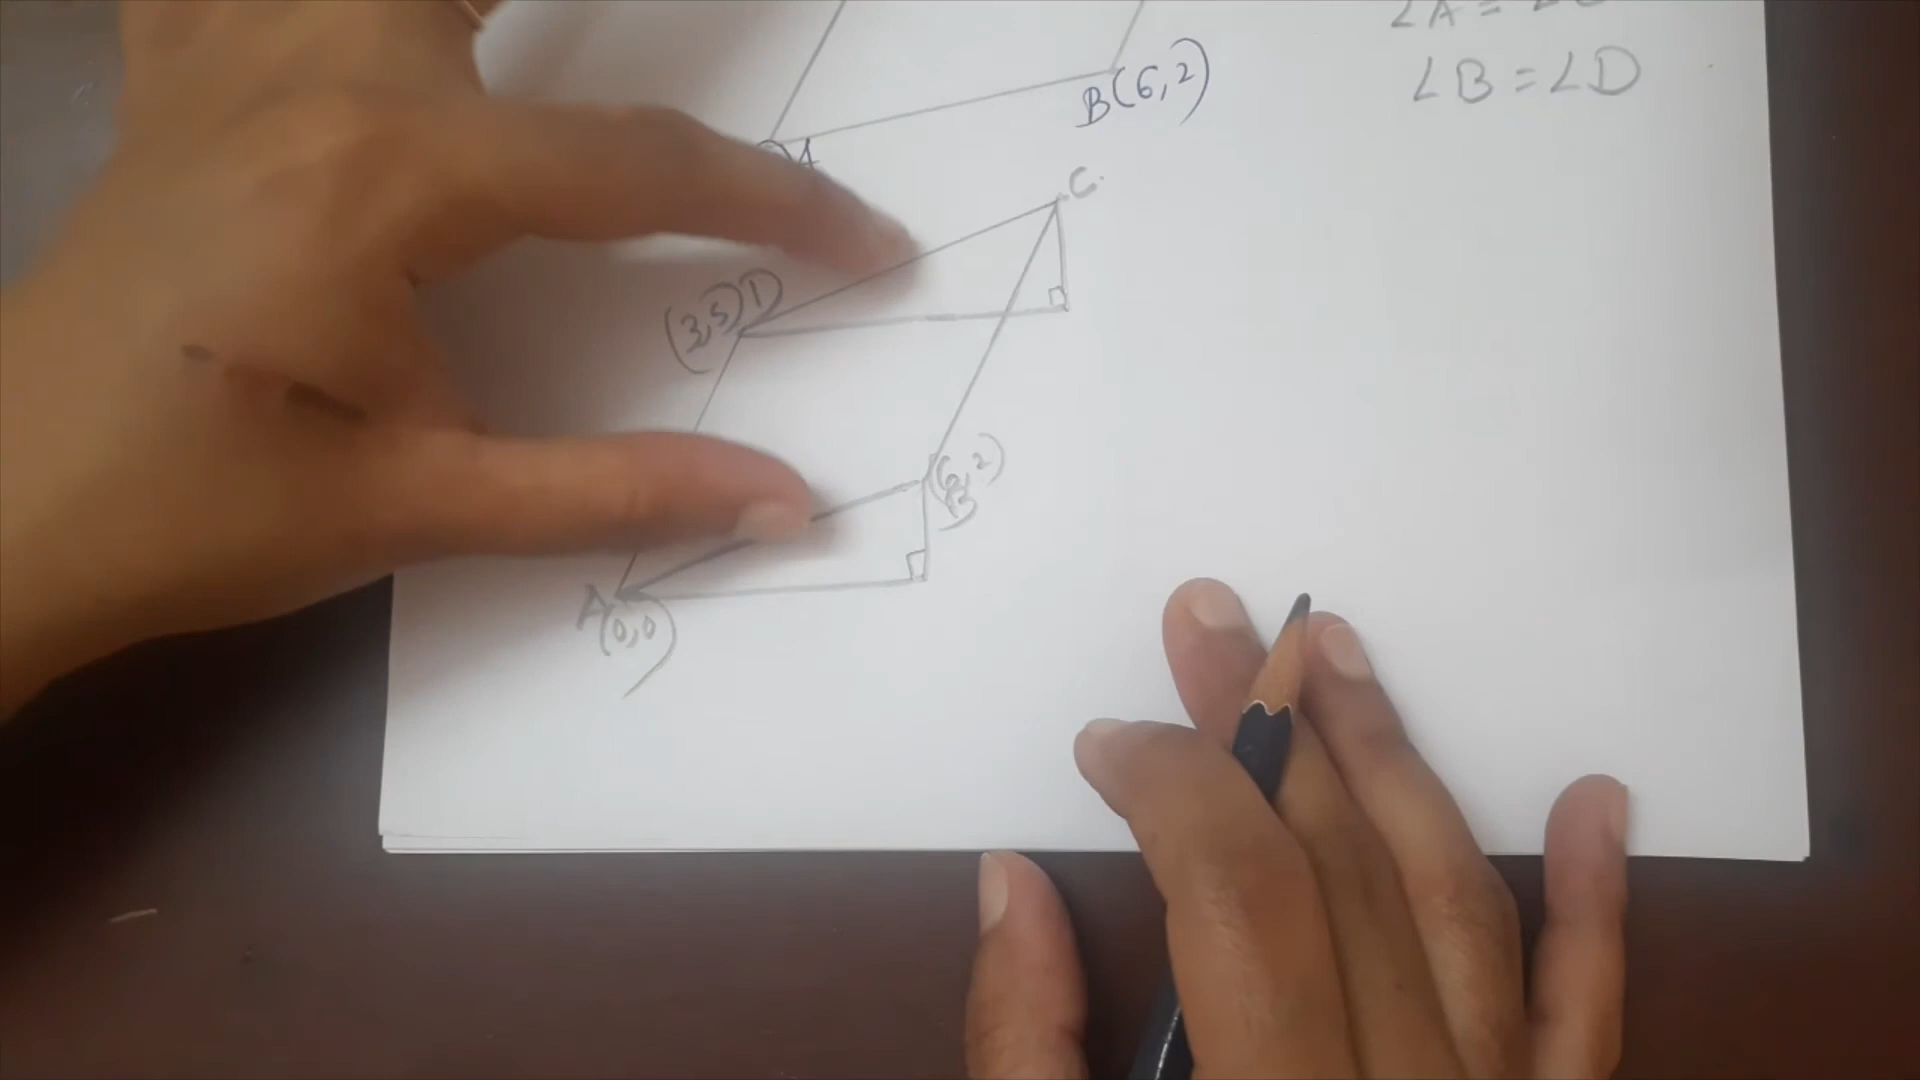 B(6,2)
∠B = ∠D
A
C
(3,5) D
(6,2)
B
A
(0,0)